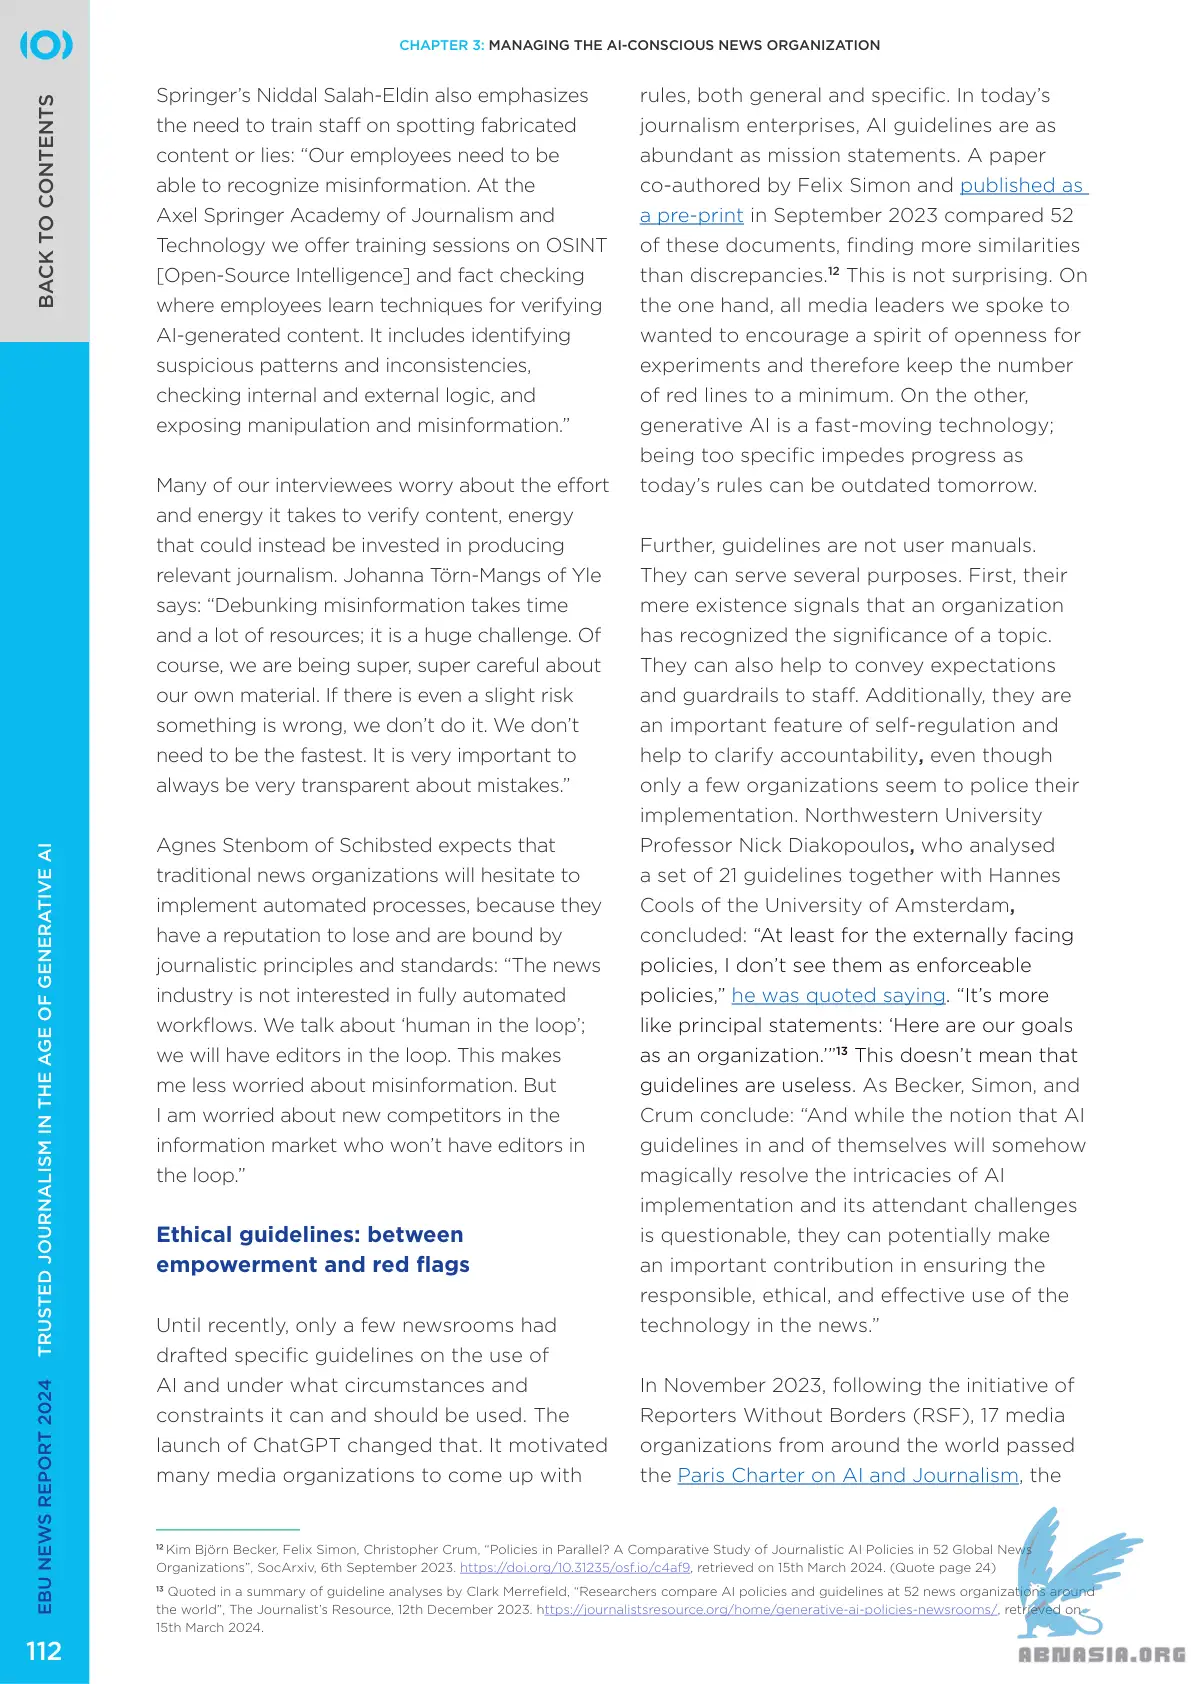 CHAPTER 3: MANAGING THE AI-CONSCIOUS NEWS ORGANIZATION
BACK TO CONTENTS
Springer’s Niddal Salah-Eldin also emphasizes
the need to train staff on spotting fabricated
content or lies: “Our employees need to be
able to recognize misinformation. At the
Axel Springer Academy of Journalism and
Technology we offer training sessions on OSINT
[Open-Source Intelligence] and fact checking
where employees learn techniques for verifying
AI-generated content. It includes identifying
suspicious patterns and inconsistencies,
checking internal and external logic, and
exposing manipulation and misinformation.”
Many of our interviewees worry about the effort
and energy it takes to verify content, energy
that could instead be invested in producing
relevant journalism. Johanna Törn-Mangs of Yle
says: “Debunking misinformation takes time
and a lot of resources; it is a huge challenge. Of
course, we are being super, super careful about
our own material. If there is even a slight risk
something is wrong, we don’t do it. We don’t
need to be the fastest. It is very important to
always be very transparent about mistakes.”
Agnes Stenbom of Schibsted expects that
traditional news organizations will hesitate to
implement automated processes, because they
have a reputation to lose and are bound by
journalistic principles and standards: “The news
industry is not interested in fully automated
workflows. We talk about ‘human in the loop’;
we will have editors in the loop. This makes
me less worried about misinformation. But
I am worried about new competitors in the
information market who won’t have editors in
the loop.”
Ethical guidelines: between
empowerment and red flags
Until recently, only a few newsrooms had
drafted specific guidelines on the use of
AI and under what circumstances and
constraints it can and should be used. The
launch of ChatGPT changed that. It motivated
many media organizations to come up with
rules, both general and specific. In today’s
journalism enterprises, AI guidelines are as
abundant as mission statements. A paper
co-authored by Felix Simon and published as
a pre-print in September 2023 compared 52
of these documents, finding more similarities
than discrepancies.12 This is not surprising. On
the one hand, all media leaders we spoke to
wanted to encourage a spirit of openness for
experiments and therefore keep the number
of red lines to a minimum. On the other,
generative AI is a fast-moving technology;
being too specific impedes progress as
today’s rules can be outdated tomorrow.
Further, guidelines are not user manuals.
They can serve several purposes. First, their
mere existence signals that an organization
has recognized the significance of a topic.
They can also help to convey expectations
and guardrails to staff. Additionally, they are
an important feature of self-regulation and
help to clarify accountability, even though
only a few organizations seem to police their
implementation. Northwestern University
Professor Nick Diakopoulos, who analysed
a set of 21 guidelines together with Hannes
Cools of the University of Amsterdam,
concluded: “At least for the externally facing
policies, I don’t see them as enforceable
policies,” he was quoted saying. “It’s more
like principal statements: ‘Here are our goals
as an organization.’”13 This doesn’t mean that
guidelines are useless. As Becker, Simon, and
Crum conclude: “And while the notion that AI
guidelines in and of themselves will somehow
magically resolve the intricacies of AI
implementation and its attendant challenges
is questionable, they can potentially make
an important contribution in ensuring the
responsible, ethical, and effective use of the
technology in the news.”
In November 2023, following the initiative of
Reporters Without Borders (RSF), 17 media
organizations from around the world passed
the Paris Charter on AI and Journalism, the
12 Kim Björn Becker, Felix Simon, Christopher Crum, “Policies in Parallel? A Comparative Study of Journalistic AI Policies in 52 Global News
Organizations”, SocArxiv, 6th September 2023. https://doi.org/10.31235/osf.io/c4af9, retrieved on 15th March 2024. (Quote page 24)
13 Quoted in a summary of guideline analyses by Clark Merrefield, “Researchers compare AI policies and guidelines at 52 news organizations around
the world”, The Journalist’s Resource, 12th December 2023. https://journalistsresource.org/home/generative-ai-policies-newsrooms/, retrieved on
15th March 2024.
EBU NEWS REPORT 2024 TRUSTED JOURNALISM IN THE AGE OF GENERATIVE AI
112
ABNASIA.ORG